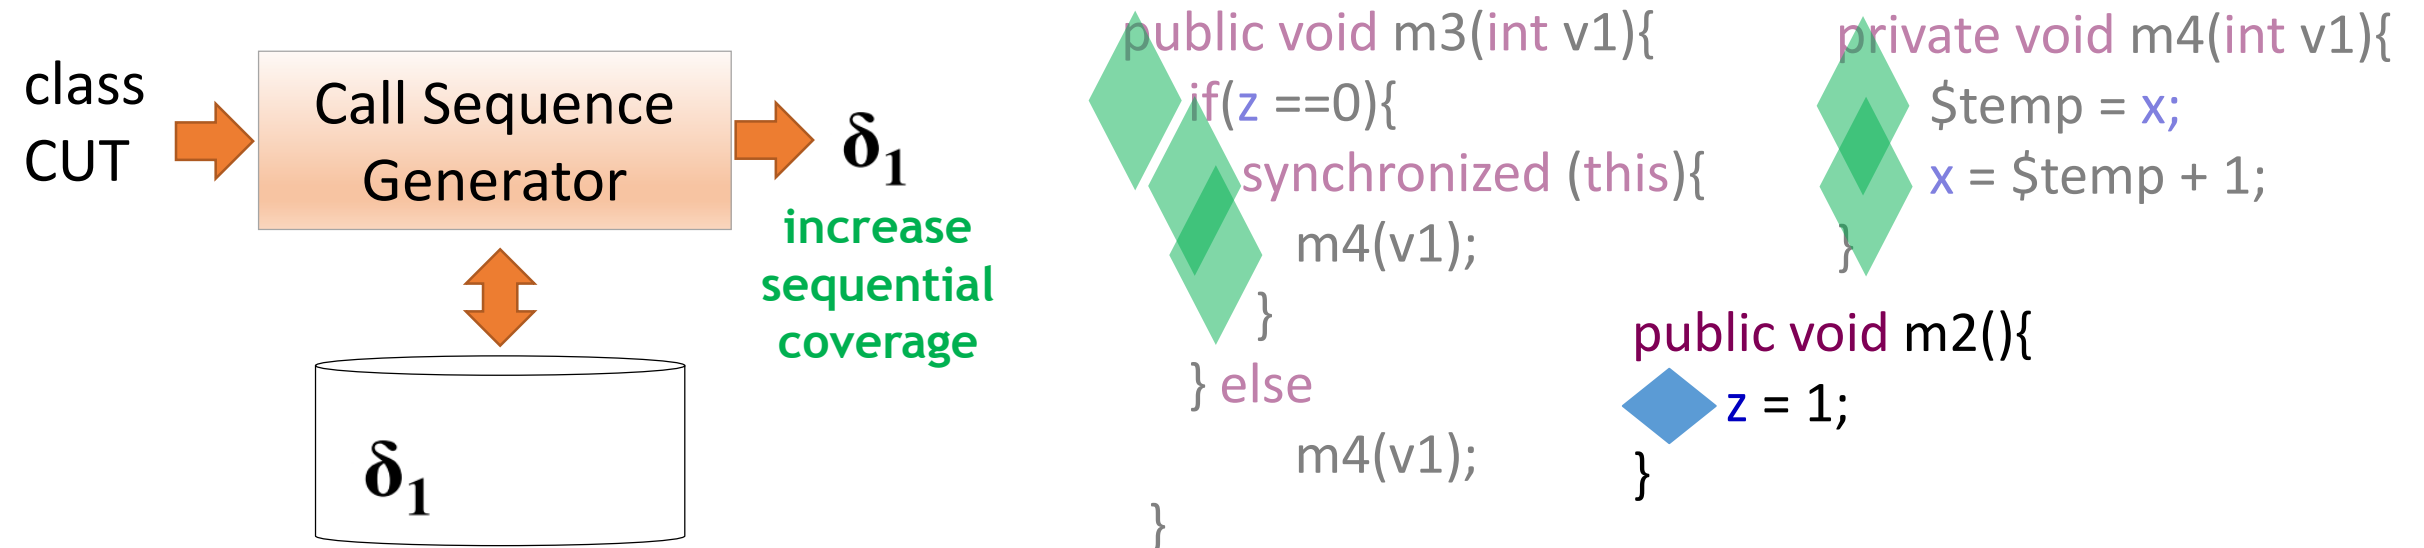 class
CUT
Call Sequence
Generator
δ1
increase
sequential
coverage
δ1
public void m3(int v1){
if(z ==0){
synchronized (this){
m4(v1);
}
} else
m4(v1);
}
private void m4(int v1){
$temp = x;
x = $temp + 1;
}
public void m2(){
z = 1;
}